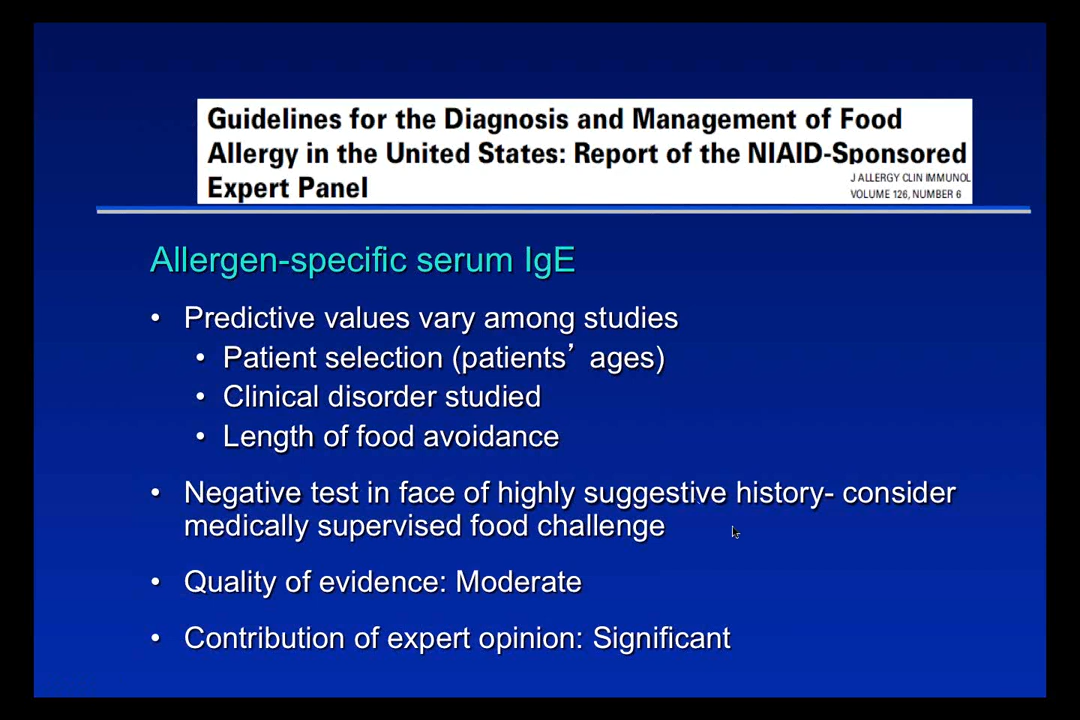 Guidelines for the Diagnosis and Management of Food
Allergy in the United States: Report of the NIAID-Sponsored
Expert Panel
J ALLERGY CLIN IMMUNOL
VOLUME 126, NUMBER 6
Allergen-specific serum IgE
• Predictive values vary among studies
• Patient selection (patients’ ages)
• Clinical disorder studied
• Length of food avoidance
• Negative test in face of highly suggestive history- consider
medically supervised food challenge
• Quality of evidence: Moderate
• Contribution of expert opinion: Significant